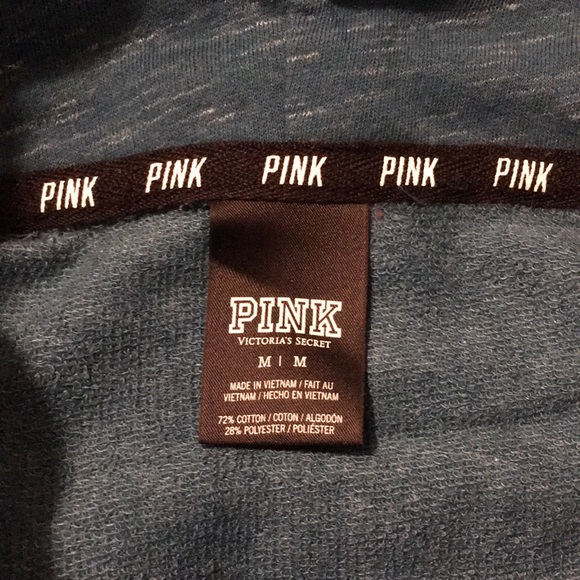 PINK PINK PINK PINK PINK
PINK
VICTORIA'S SECRET
M | M
MADE IN VIETNAM / FAIT AU
VIETNAM / HECHO EN VIETNAM
72% COTTON / COTON / ALGODÓN
28% POLYESTER / POLIÉSTER